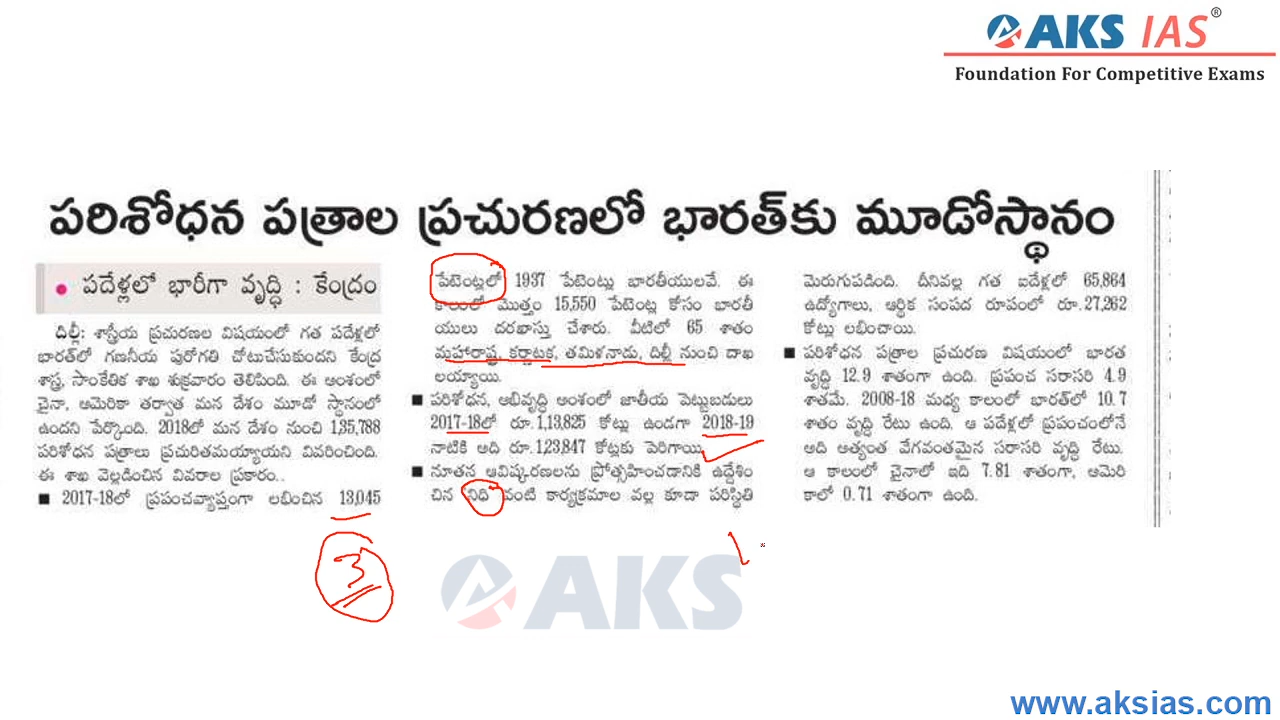 AKS IAS®
Foundation For Competitive Exams
పరిశోధన పత్రాల ప్రచురణలో భారత్‌కు మూడోస్థానం
● పదేళ్లలో భారీగా వృద్ధి : కేంద్రం
దిల్లీ: శాస్త్రీయ ప్రచురణల విషయంలో గత పదేళ్లలో
భారత్‌లో గణనీయ పురోగతి చోటుచేసుకుందని కేంద్ర
శాస్త్ర, సాంకేతిక శాఖ శుక్రవారం తెలిపింది. ఈ అంశంలో
చైనా, అమెరికా తర్వాత మన దేశం మూడో స్థానంలో
ఉందని పేర్కొంది. 2018లో మన దేశం నుంచి 1,35,788
పరిశోధన పత్రాలు ప్రచురితమయ్యాయని వివరించింది.
ఈ శాఖ వెల్లడించిన వివరాల ప్రకారం..
■ 2017-18లో ప్రపంచవ్యాప్తంగా లభించిన 13,045
3
పేటెంట్లలో 1937 పేటెంట్లు భారతీయులవే. ఈ
కాలంలో మొత్తం 15,550 పేటెంట్ల కోసం భారతీ
యులు దరఖాస్తు చేశారు. వీటిలో 65 శాతం
మహారాష్ట్ర, కర్ణాటక, తమిళనాడు, దిల్లీ నుంచి దాఖ
లయ్యాయి.
■ పరిశోధన, అభివృద్ధి అంశంలో జాతీయ పెట్టుబడులు
2017-18లో రూ.1,13,825 కోట్లు ఉండగా 2018-19
నాటికి అది రూ.1,23,847 కోట్లకు పెరిగాయి.
■ నూతన ఆవిష్కరణలను ప్రోత్సహించడానికి ఉద్దేశిం
చిన 'నిధి' వంటి కార్యక్రమాల వల్ల కూడా పరిస్థితి
మెరుగుపడింది. దీనివల్ల గత ఐదేళ్లలో 65,864
ఉద్యోగాలు, ఆర్థిక సంపద రూపంలో రూ.27,262
కోట్లు లభించాయి.
■ పరిశోధన పత్రాల ప్రచురణ విషయంలో భారత
వృద్ధి 12.9 శాతంగా ఉంది. ప్రపంచ సరాసరి 4.9
శాతమే. 2008-18 మధ్య కాలంలో భారత్‌లో 10.7
శాతం వృద్ధి రేటు ఉంది. ఆ పదేళ్లలో ప్రపంచంలోనే
అది అత్యంత వేగవంతమైన సరాసరి వృద్ధి రేటు.
ఆ కాలంలో చైనాలో ఇది 7.81 శాతంగా, ఆమెరి
కాలో 0.71 శాతంగా ఉంది.
AKS
www.aksias.com